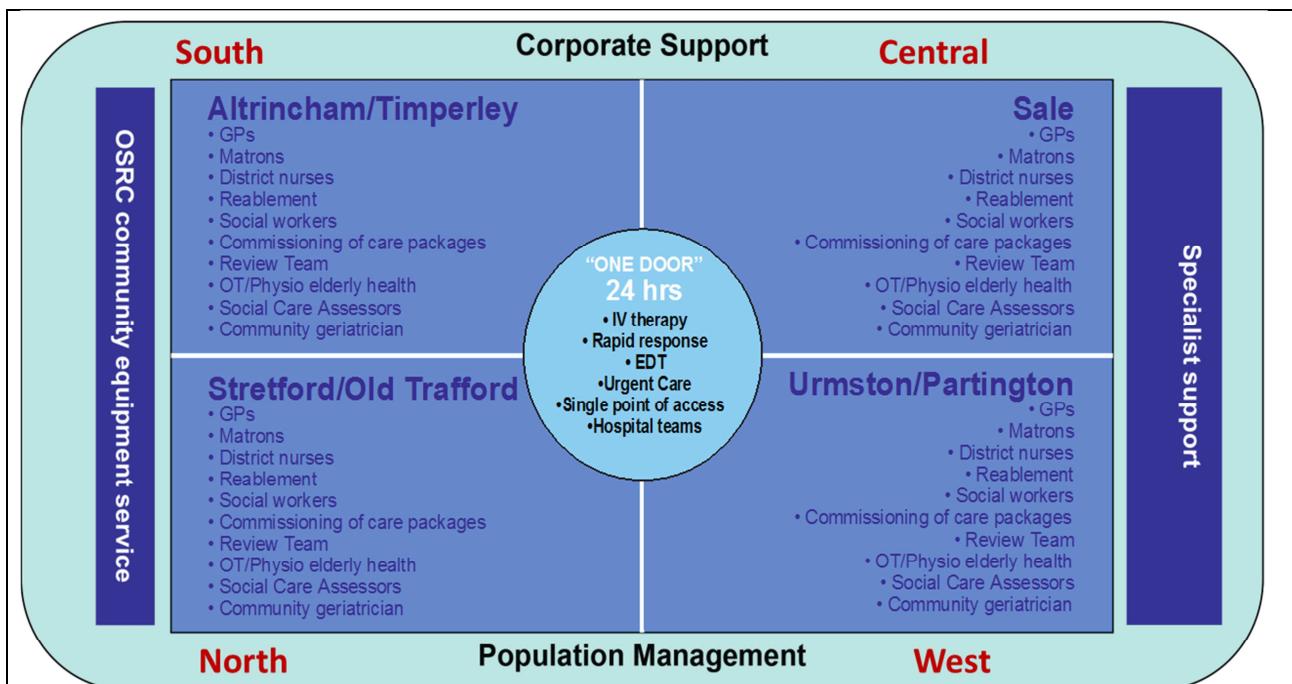 South
Corporate Support
Central
OSRC community equipment service
Altrincham/Timperley
• GPs
• Matrons
• District nurses
• Reablement
• Social workers
• Commissioning of care packages
• Review Team
• OT/Physio elderly health
• Social Care Assessors
• Community geriatrician
Sale
• GPs
• Matrons
• District nurses
• Reablement
• Social workers
• Commissioning of care packages
• Review Team
• OT/Physio elderly health
• Social Care Assessors
• Community geriatrician
“ONE DOOR”
24 hrs
• IV therapy
• Rapid response
• EDT
•Urgent Care
•Single point of access
•Hospital teams
Stretford/Old Trafford
• GPs
• Matrons
• District nurses
• Reablement
• Social workers
• Commissioning of care packages
• Review Team
• OT/Physio elderly health
• Social Care Assessors
• Community geriatrician
Urmston/Partington
• GPs
• Matrons
• District nurses
• Reablement
• Social workers
• Commissioning of care packages
• Review Team
• OT/Physio elderly health
• Social Care Assessors
• Community geriatrician
Specialist support
North
Population Management
West